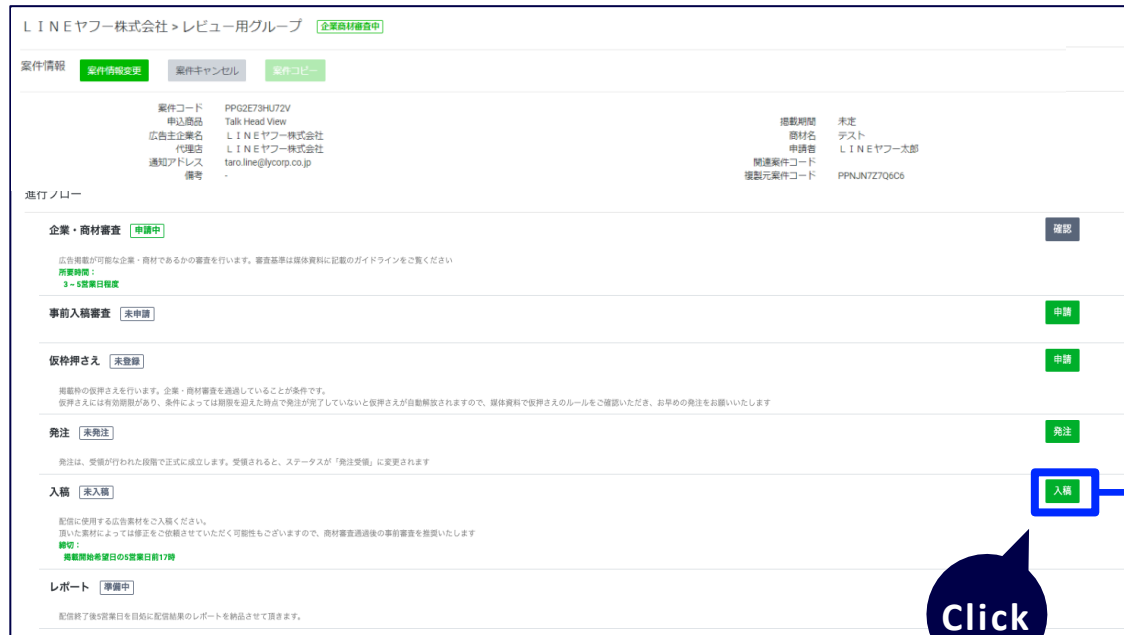 ＬＩＮＥヤフー株式会社 > レビュー用グループ 企業商材審査中
案件情報 案件情報変更 案件キャンセル 案件コピー
案件コード PPG2E73HU72V
申込商品 Talk Head View
広告主企業名 ＬＩＮＥヤフー株式会社
代理店 ＬＩＮＥヤフー株式会社
通知アドレス taro.line@lycorp.co.jp
備考 -
掲載期間 未定
商材名 テスト
申請者 ＬＩＮＥヤフー太郎
関連案件コード
複製元案件コード PPNJN7Z7Q6C6
進行フロー
企業・商材審査 申請中 確認
広告掲載が可能な企業・商材であるかの審査を行います。審査基準は媒体資料に記載のガイドラインをご覧ください
所要時間：
3 ~ 5営業日程度
事前入稿審査 未申請 申請
仮枠押さえ 未登録 申請
掲載枠の仮押さえを行います。企業・商材審査を通過していることが条件です。
仮押さえには有効期限があり、条件によっては期限を迎えた時点で発注が完了していないと仮押さえが自動解放されますので、媒体資料で仮押さえのルールをご確認いただき、お早めの発注をお願いいたします
発注 未発注 発注
発注は、受領が行われた段階で正式に成立します。受領されると、ステータスが「発注受領」に変更されます
入稿 未入稿 入稿
配信に使用する広告素材をご入稿ください。
頂いた素材によっては修正をご依頼させていただく可能性もございますので、商材審査通過後の事前審査を推奨いたします
締切：
掲載開始希望日の5営業日前17時
レポート 準備中
配信終了後5営業日を目処に配信結果のレポートを納品させて頂きます。
Click